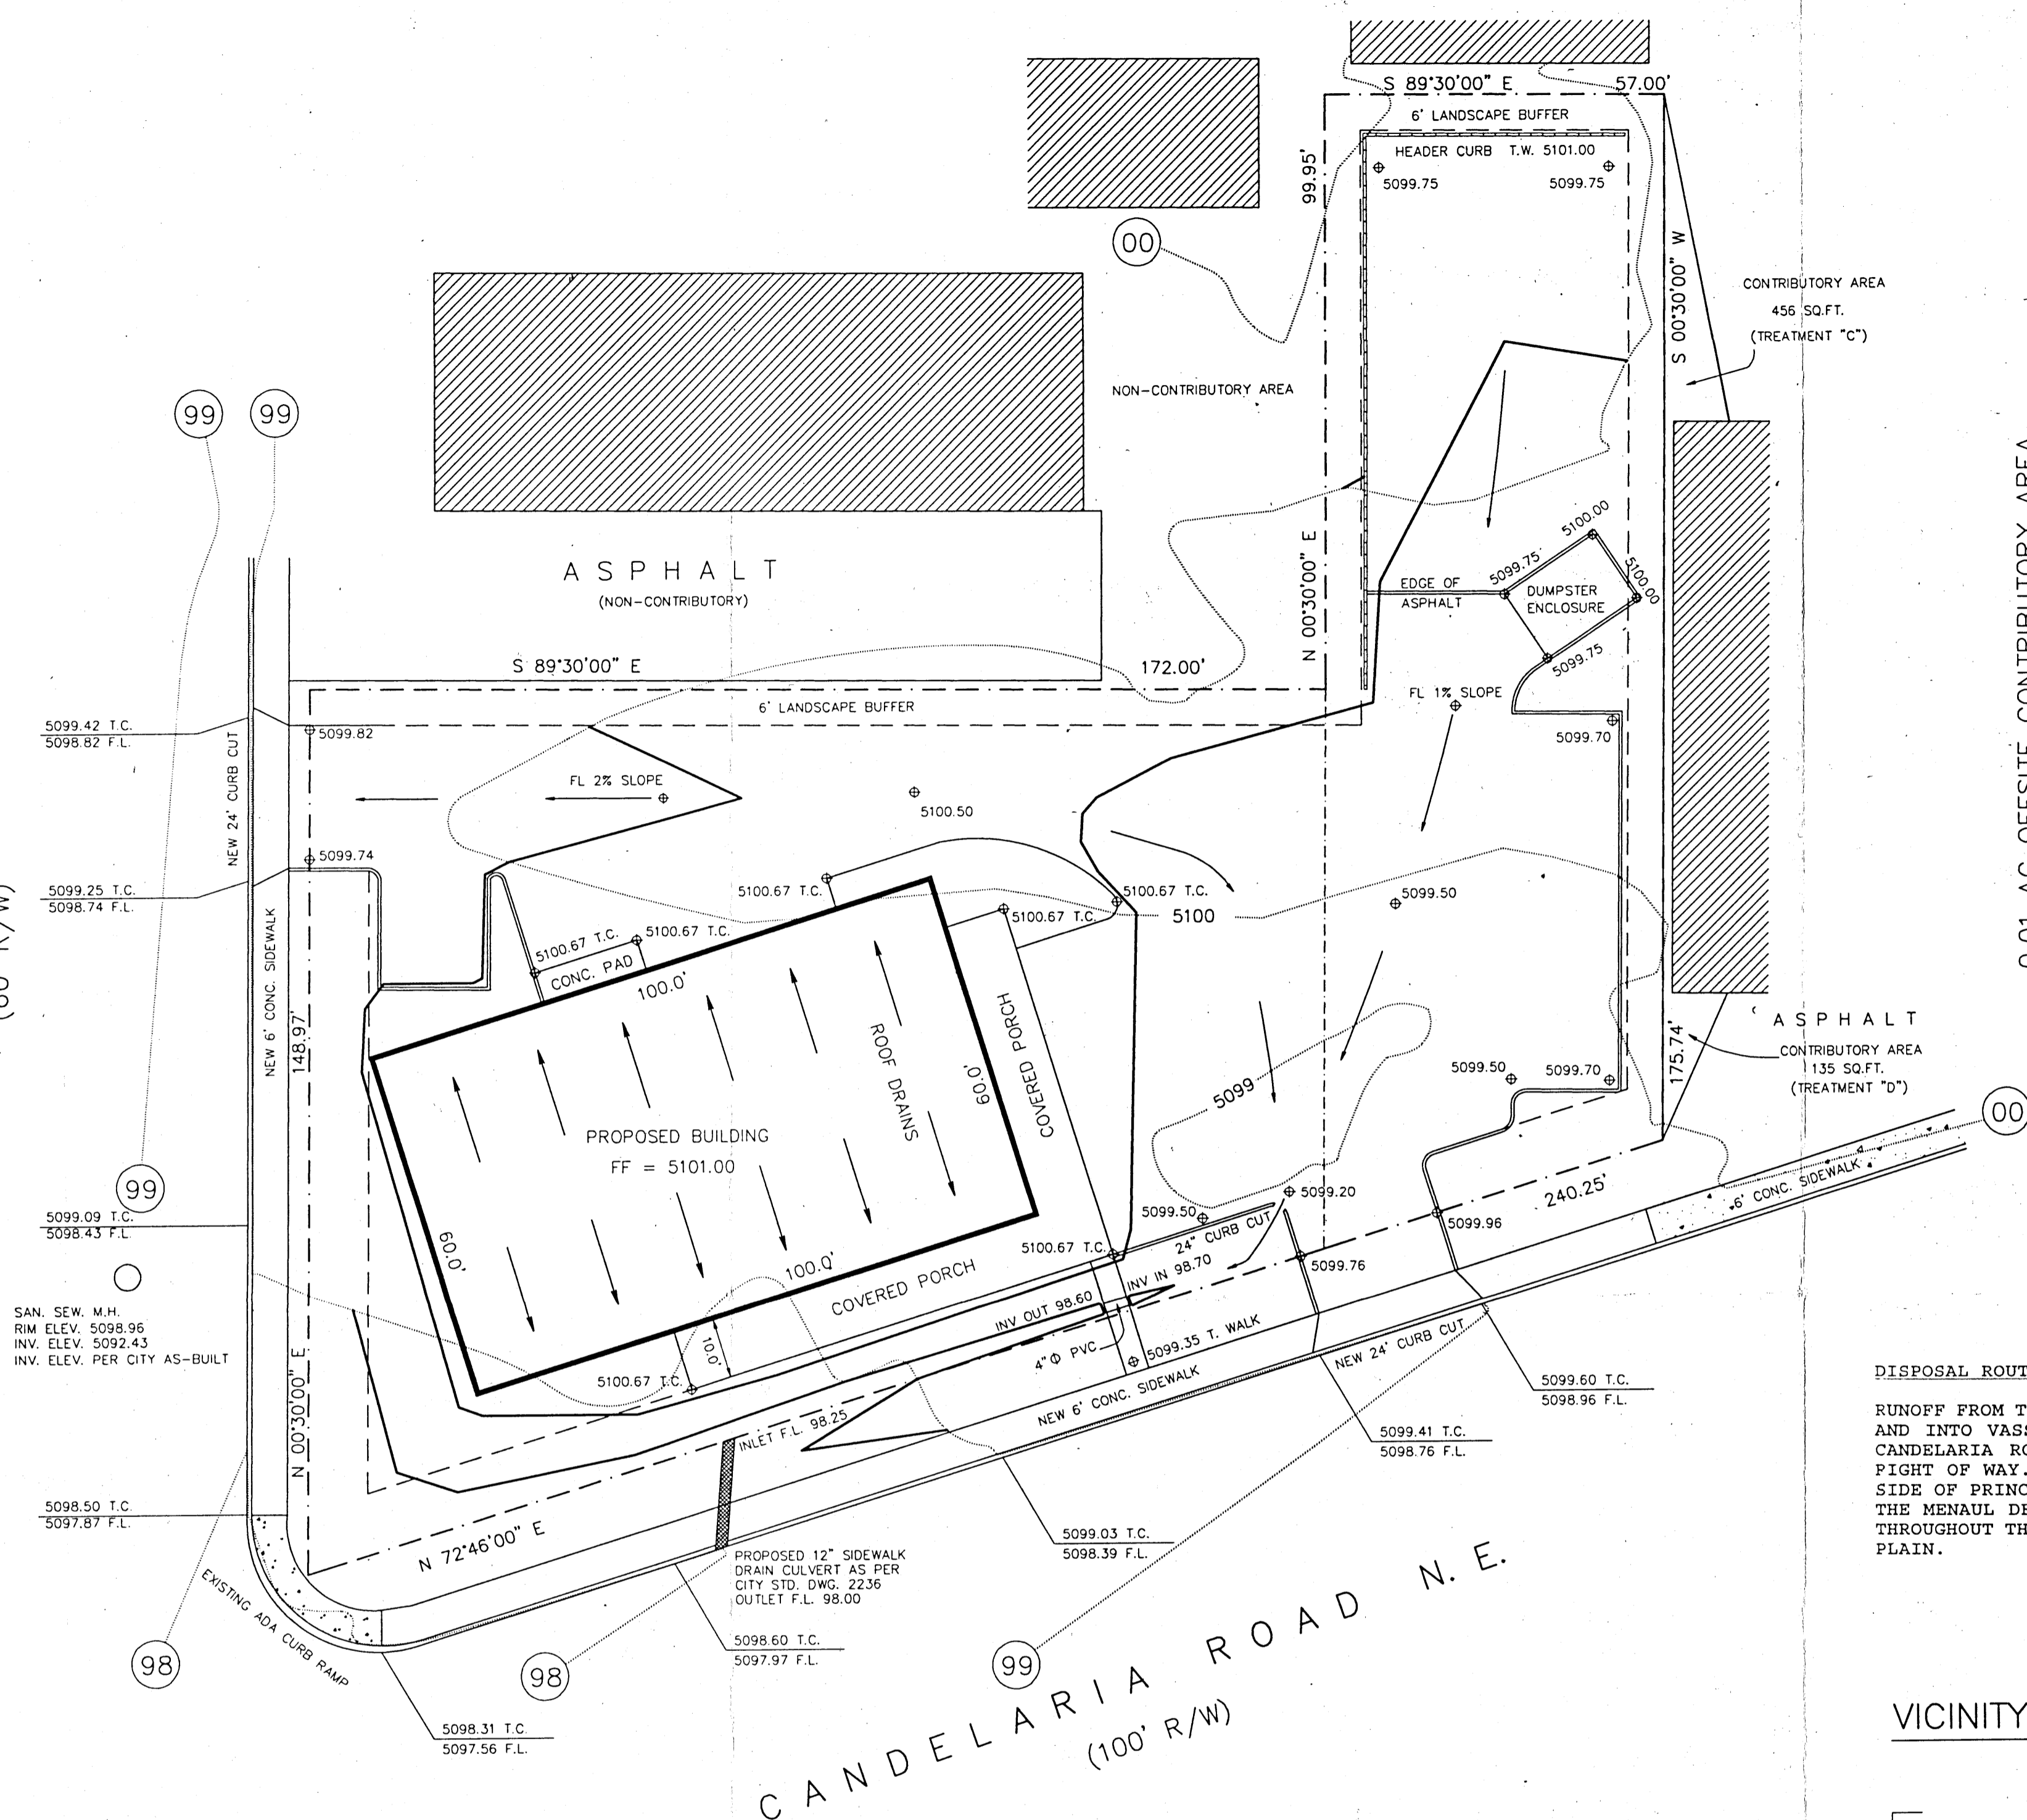 S 89°30'00" E
57.00'
6' LANDSCAPE BUFFER
HEADER CURB T.W. 5101.00
5099.75
5099.75
99.95'
00
S 00°30'00" W
CONTRIBUTORY AREA
456 SQ.FT.
(TREATMENT "C")
NON-CONTRIBUTORY AREA
99
99
ASPHALT
(NON-CONTRIBUTORY)
N 00°30'00" E
5100.00
5099.75
5100.00
EDGE OF
ASPHALT
DUMPSTER
ENCLOSURE
5099.75
S 89°30'00" E
172.00'
6' LANDSCAPE BUFFER
FL 1% SLOPE
5099.70
5099.42 T.C.
5098.82 F.L.
NEW 24' CURB CUT
5099.82
FL 2% SLOPE
5100.50
5099.74
5099.25 T.C.
5098.74 F.L.
5100.67 T.C.
5100.67 T.C.
5100.67 T.C.
5100
5099.50
5100.67 T.C.
5100.67 T.C.
CONC. PAD
100.0'
NEW 6' CONC. SIDEWALK
148.97'
ROOF DRAINS
60.0'
COVERED PORCH
5099
5099.50
5099.70
175.74'
ASPHALT
CONTRIBUTORY AREA
135 SQ.FT.
(TREATMENT "D")
00
PROPOSED BUILDING
FF = 5101.00
99
5099.09 T.C.
5098.43 F.L.
60.0'
100.0'
COVERED PORCH
5099.20
5099.50
24" CURB CUT
5100.67 T.C.
INV IN 98.70
INV OUT 98.60
5099.76
5099.96
240.25'
6' CONC. SIDEWALK
SAN. SEW. M.H.
RIM ELEV. 5098.96
INV. ELEV. 5092.43
INV. ELEV. PER CITY AS-BUILT
10.0'
5100.67 T.C.
4"Φ PVC
5099.35 T. WALK
NEW 6' CONC. SIDEWALK
NEW 24' CURB CUT
N 00°30'00" E
INLET F.L. 98.25
5099.60 T.C.
5098.96 F.L.
5099.41 T.C.
5098.76 F.L.
5098.50 T.C.
5097.87 F.L.
N 72°46'00" E
5099.03 T.C.
5098.39 F.L.
PROPOSED 12" SIDEWALK
DRAIN CULVERT AS PER
CITY STD. DWG. 2236
OUTLET F.L. 98.00
EXISTING ADA CURB RAMP
98
98
99
5098.60 T.C.
5097.97 F.L.
5098.31 T.C.
5097.56 F.L.
CANDELARIA ROAD N.E.
(100' R/W)
DISPOSAL ROUT
RUNOFF FROM T
AND INTO VASS
CANDELARIA RO
PIGHT OF WAY.
SIDE OF PRINC
THE MENAUL DE
THROUGHOUT TH
PLAIN.
VICINITY